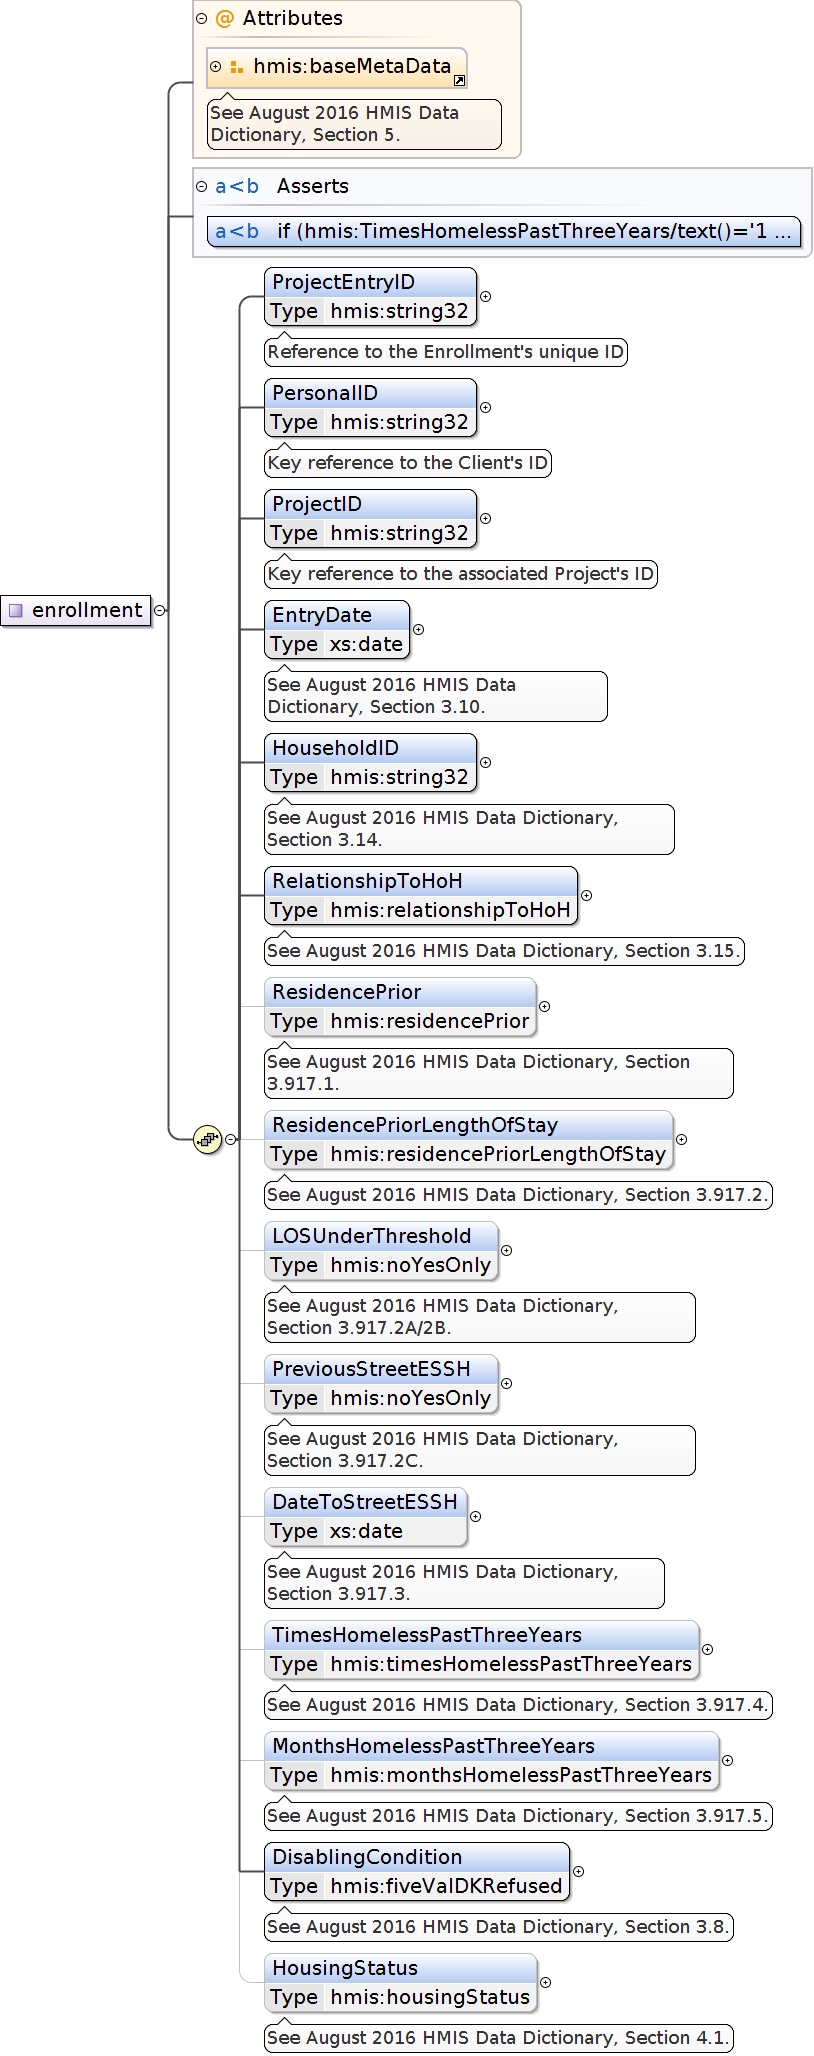 @ Attributes
hmis:baseMetaData
See August 2016 HMIS Data
Dictionary, Section 5.
a<b Asserts
a<b if (hmis:TimesHomelessPastThreeYears/text()='1 ...
ProjectEntryID
Type hmis:string32
Reference to the Enrollment's unique ID
PersonalID
Type hmis:string32
Key reference to the Client's ID
ProjectID
Type hmis:string32
Key reference to the associated Project's ID
enrollment
EntryDate
Type xs:date
See August 2016 HMIS Data
Dictionary, Section 3.10.
HouseholdID
Type hmis:string32
See August 2016 HMIS Data Dictionary,
Section 3.14.
RelationshipToHoH
Type hmis:relationshipToHoH
See August 2016 HMIS Data Dictionary, Section 3.15.
ResidencePrior
Type hmis:residencePrior
See August 2016 HMIS Data Dictionary, Section
3.917.1.
ResidencePriorLengthOfStay
Type hmis:residencePriorLengthOfStay
See August 2016 HMIS Data Dictionary, Section 3.917.2.
LOSUnderThreshold
Type hmis:noYesOnly
See August 2016 HMIS Data Dictionary,
Section 3.917.2A/2B.
PreviousStreetESSH
Type hmis:noYesOnly
See August 2016 HMIS Data Dictionary,
Section 3.917.2C.
DateToStreetESSH
Type xs:date
See August 2016 HMIS Data Dictionary,
Section 3.917.3.
TimesHomelessPastThreeYears
Type hmis:timesHomelessPastThreeYears
See August 2016 HMIS Data Dictionary, Section 3.917.4.
MonthsHomelessPastThreeYears
Type hmis:monthsHomelessPastThreeYears
See August 2016 HMIS Data Dictionary, Section 3.917.5.
DisablingCondition
Type hmis:fiveValDKRefused
See August 2016 HMIS Data Dictionary, Section 3.8.
HousingStatus
Type hmis:housingStatus
See August 2016 HMIS Data Dictionary, Section 4.1.